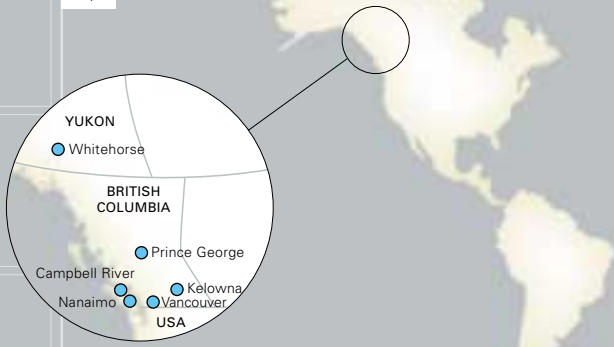 YUKON
Whitehorse
BRITISH
COLUMBIA
Prince George
Campbell River
Kelowna
Nanaimo
Vancouver
USA